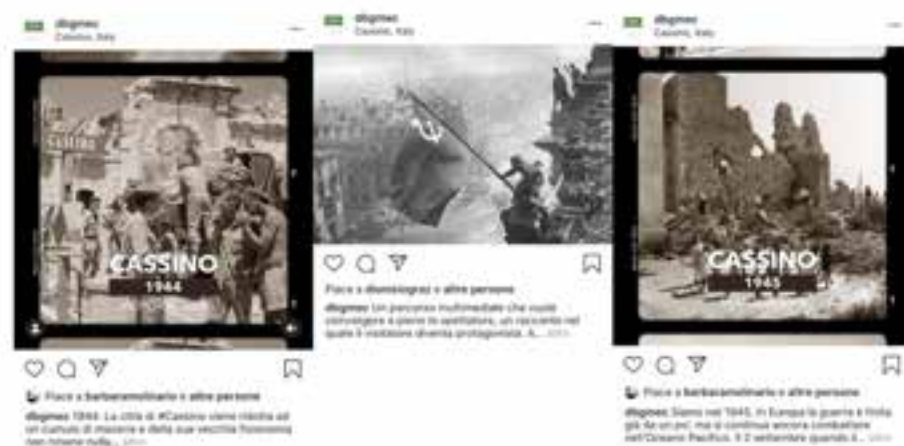 dbgmec
Cassino, Italy
CASSINO
CASSINO
1944
Piace a barbaramolinario e altre persone
dbgmec 1944. La città di #Cassino viene ridotta ad
un cumulo di macerie e della sua vecchia fisionomia
non rimane nulla...
dbgmec
Cassino, Italy
Piace a dionisiogroz e altre persone
dbgmec Un percorso multimediale che vuole
coinvolgere a pieno lo spettatore, un racconto nel
quale il visitatore diventa protagonista. A...
dbgmec
Cassino, Italy
CASSINO
1945
Piace a barbaramolinario e altre persone
dbgmec Siamo nel 1945. In Europa la guerra è finita
già da un po', ma si continua ancora combattere
nell'Oceano Pacifico. Il 2 settembre quando è...